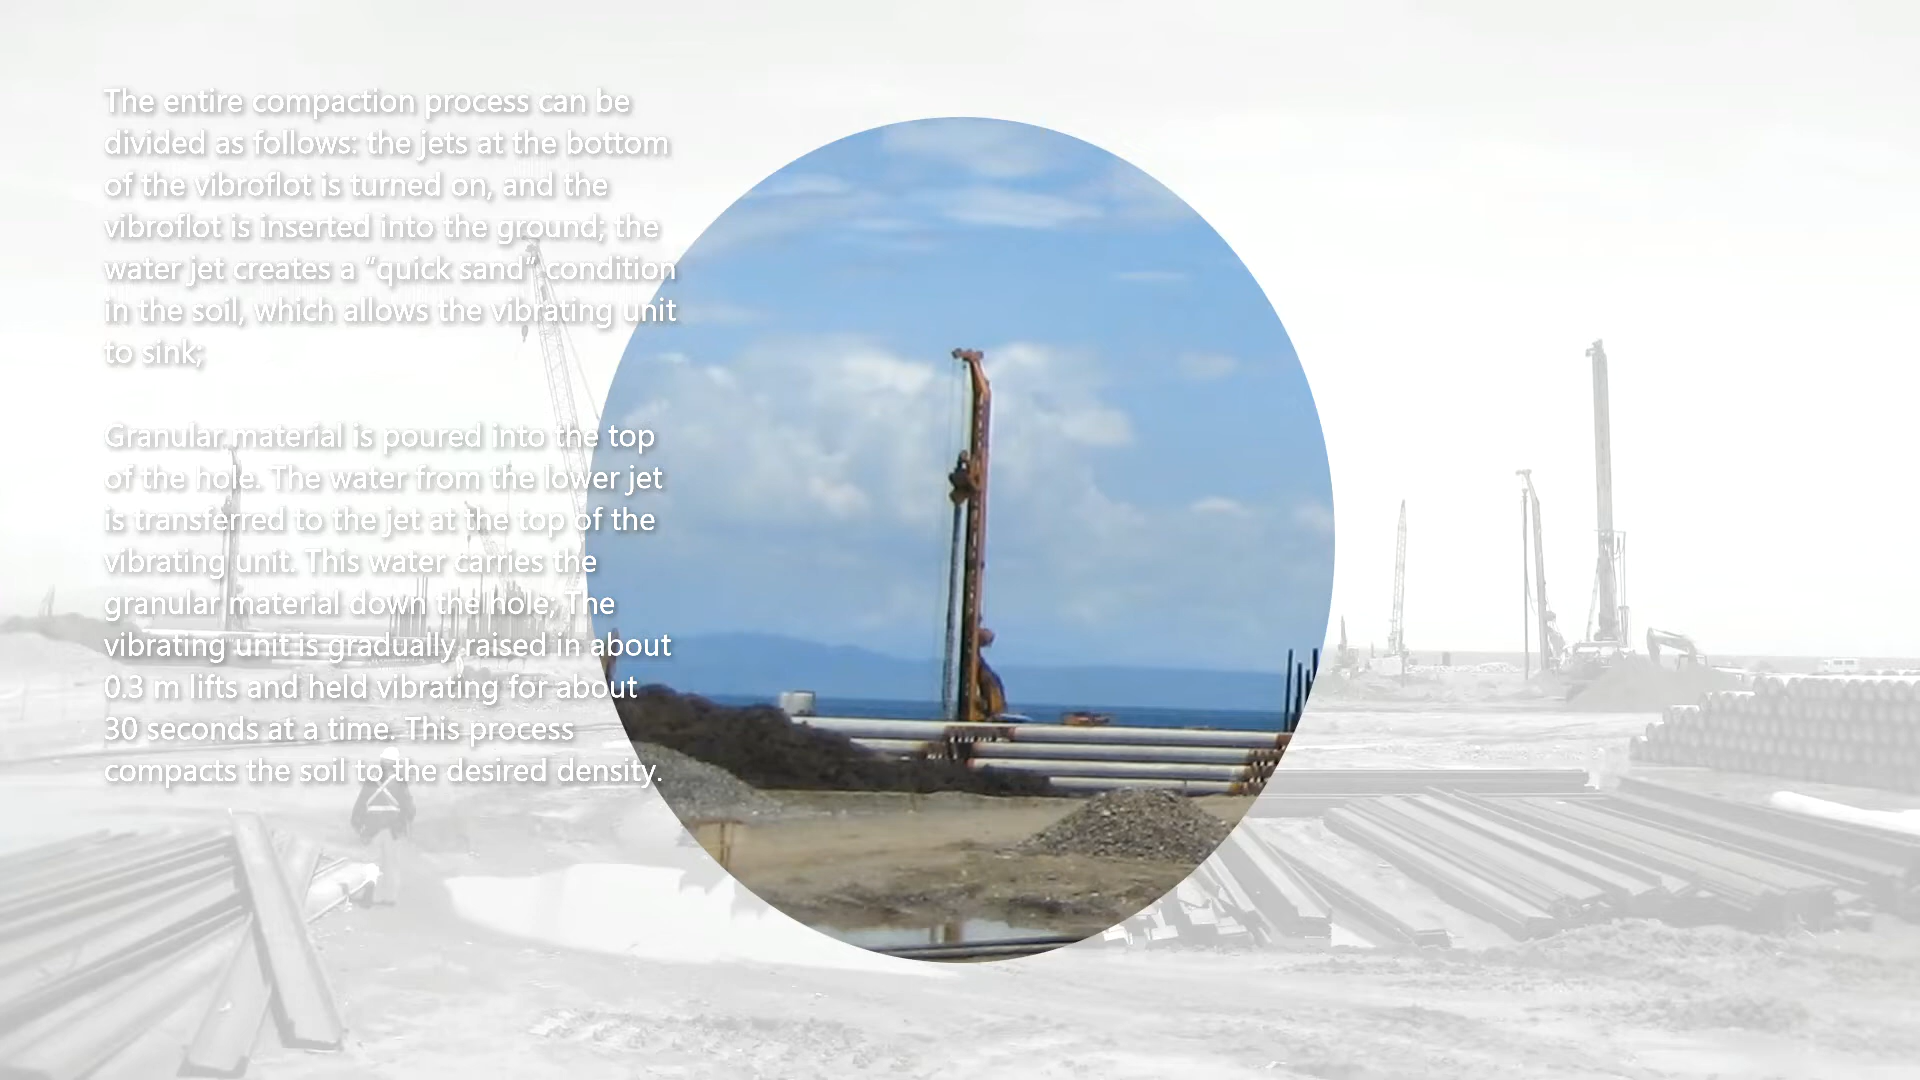 The entire compaction process can be
divided as follows: the jets at the bottom
of the vibroflot is turned on, and the
vibroflot is inserted into the ground; the
water jet creates a “quick sand” condition
in the soil, which allows the vibrating unit
to sink;
Granular material is poured into the top
of the hole. The water from the lower jet
is transferred to the jet at the top of the
vibrating unit. This water carries the
granular material down the hole; The
vibrating unit is gradually raised in about
0.3 m lifts and held vibrating for about
30 seconds at a time. This process
compacts the soil to the desired density.